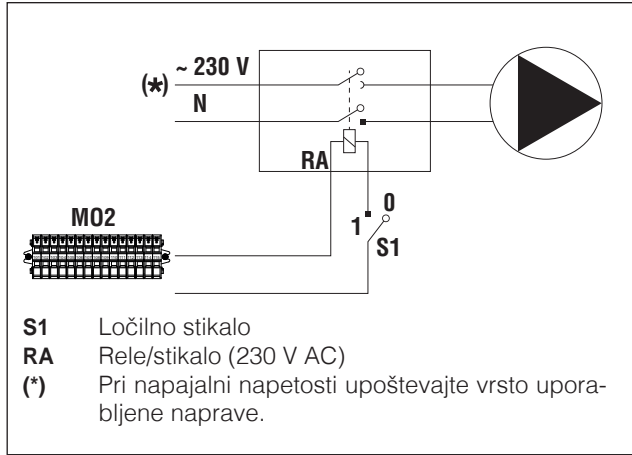 ~ 230 V
(*)
N
RA
MO2
0
1
S1
S1 Ločilno stikalo
RA Rele/stikalo (230 V AC)
(*) Pri napajalni napetosti upoštevajte vrsto upora-
bljene naprave.